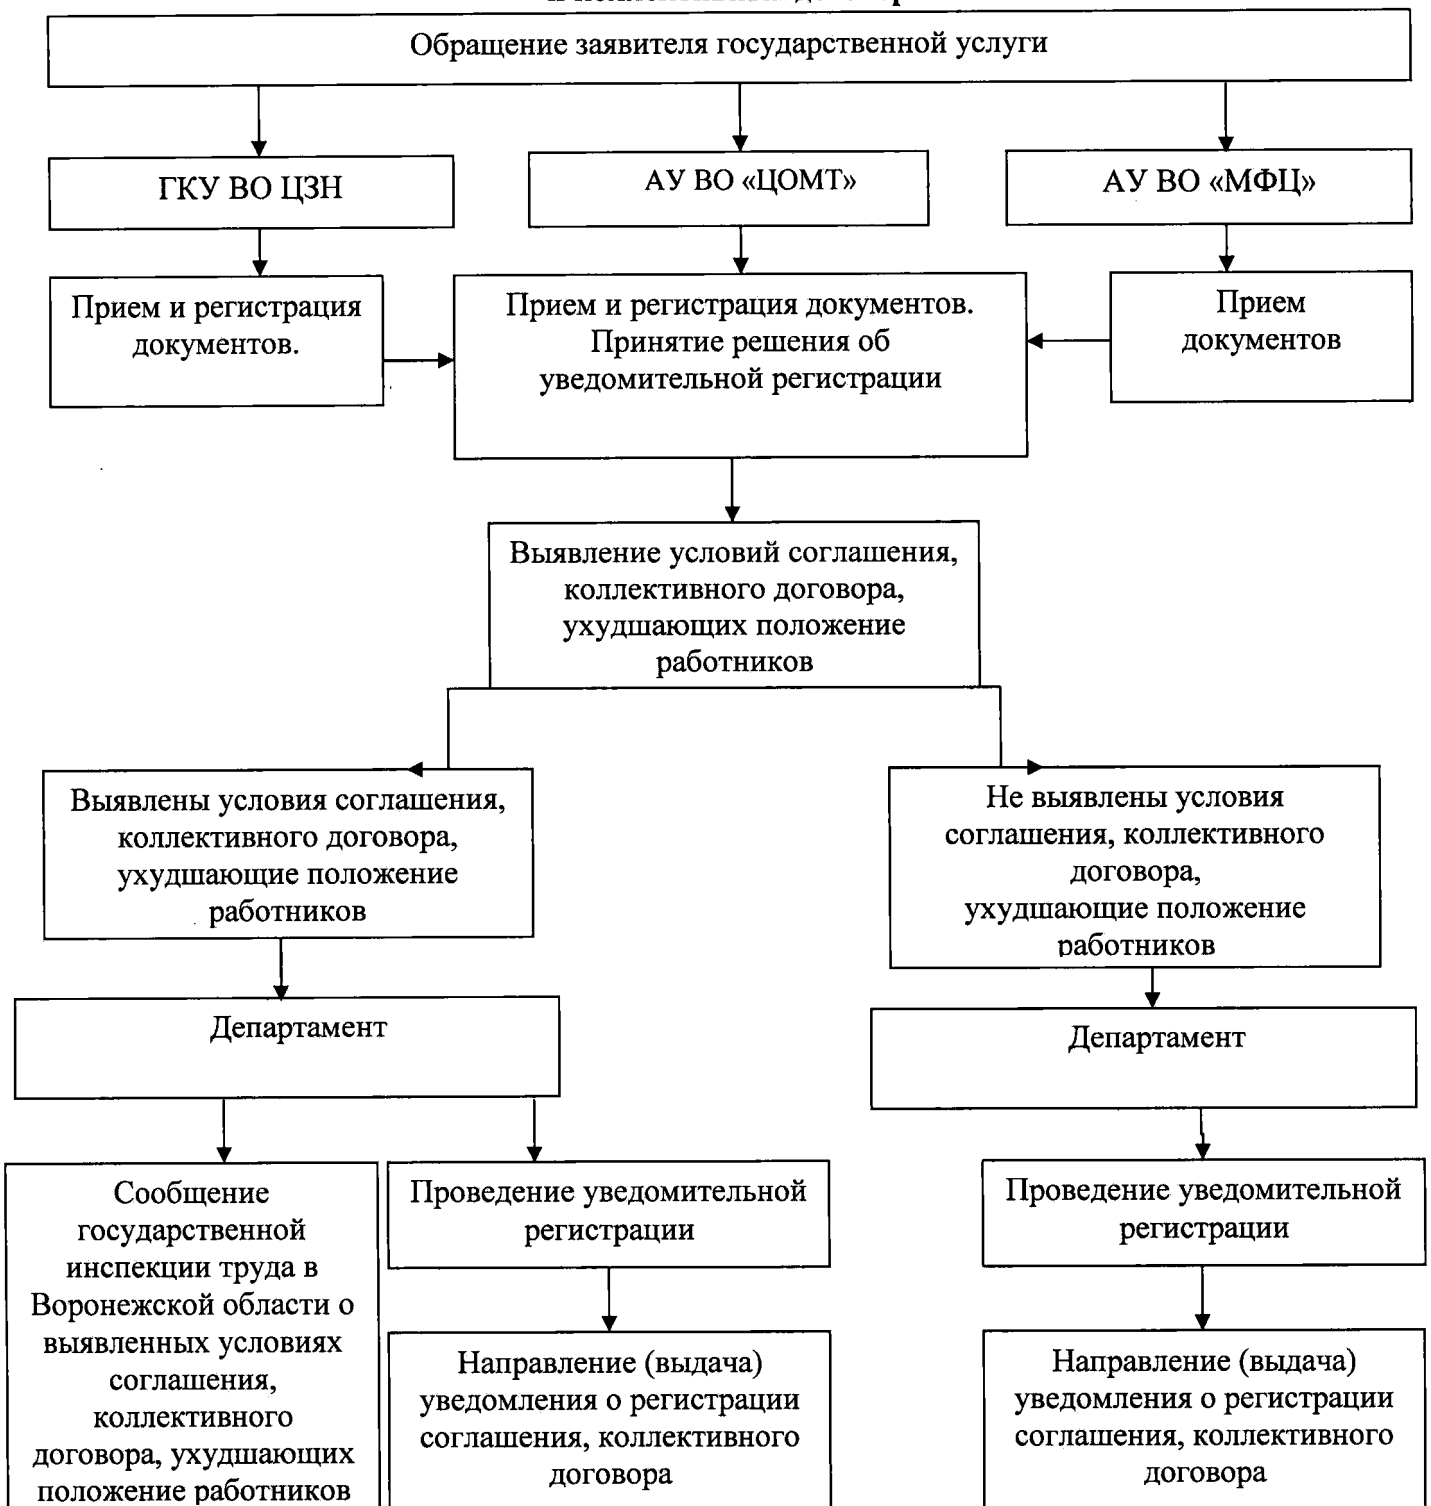 Обращение заявителя государственной услуги
ГКУ ВО ЦЗН
АУ ВО «ЦОМТ»
АУ ВО «МФЦ»
Прием и регистрация
документов.
Прием и регистрация документов.
Принятие решения об
уведомительной регистрации
Прием
документов
Выявление условий соглашения,
коллективного договора,
ухудшающих положение
работников
Выявлены условия соглашения,
коллективного договора,
ухудшающие положение
работников
Не выявлены условия
соглашения, коллективного
договора,
ухудшающие положение
работников
Департамент
Департамент
Сообщение
государственной
инспекции труда в
Воронежской области о
выявленных условиях
соглашения,
коллективного
договора, ухудшающих
положение работников
Проведение уведомительной
регистрации
Направление (выдача)
уведомления о регистрации
соглашения, коллективного
договора
Проведение уведомительной
регистрации
Направление (выдача)
уведомления о регистрации
соглашения, коллективного
договора